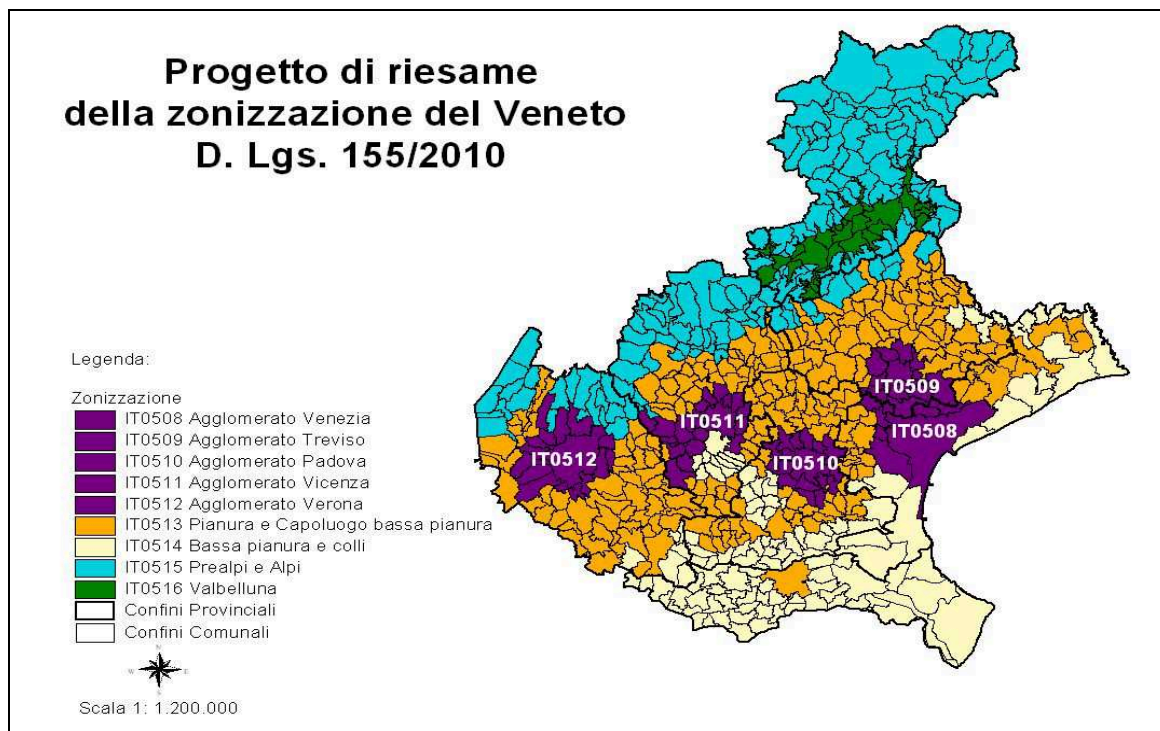 Progetto di riesame
della zonizzazione del Veneto
D. Lgs. 155/2010
Legenda:
Zonizzazione
IT0508 Agglomerato Venezia
IT0509 Agglomerato Treviso
IT0510 Agglomerato Padova
IT0511 Agglomerato Vicenza
IT0512 Agglomerato Verona
IT0513 Pianura e Capoluogo bassa pianura
IT0514 Bassa pianura e colli
IT0515 Prealpi e Alpi
IT0516 Valbelluna
Confini Provinciali
Confini Comunali
N
W E
S
Scala 1: 1.200.000
IT0509
IT0511
IT0508
IT0512
IT0510